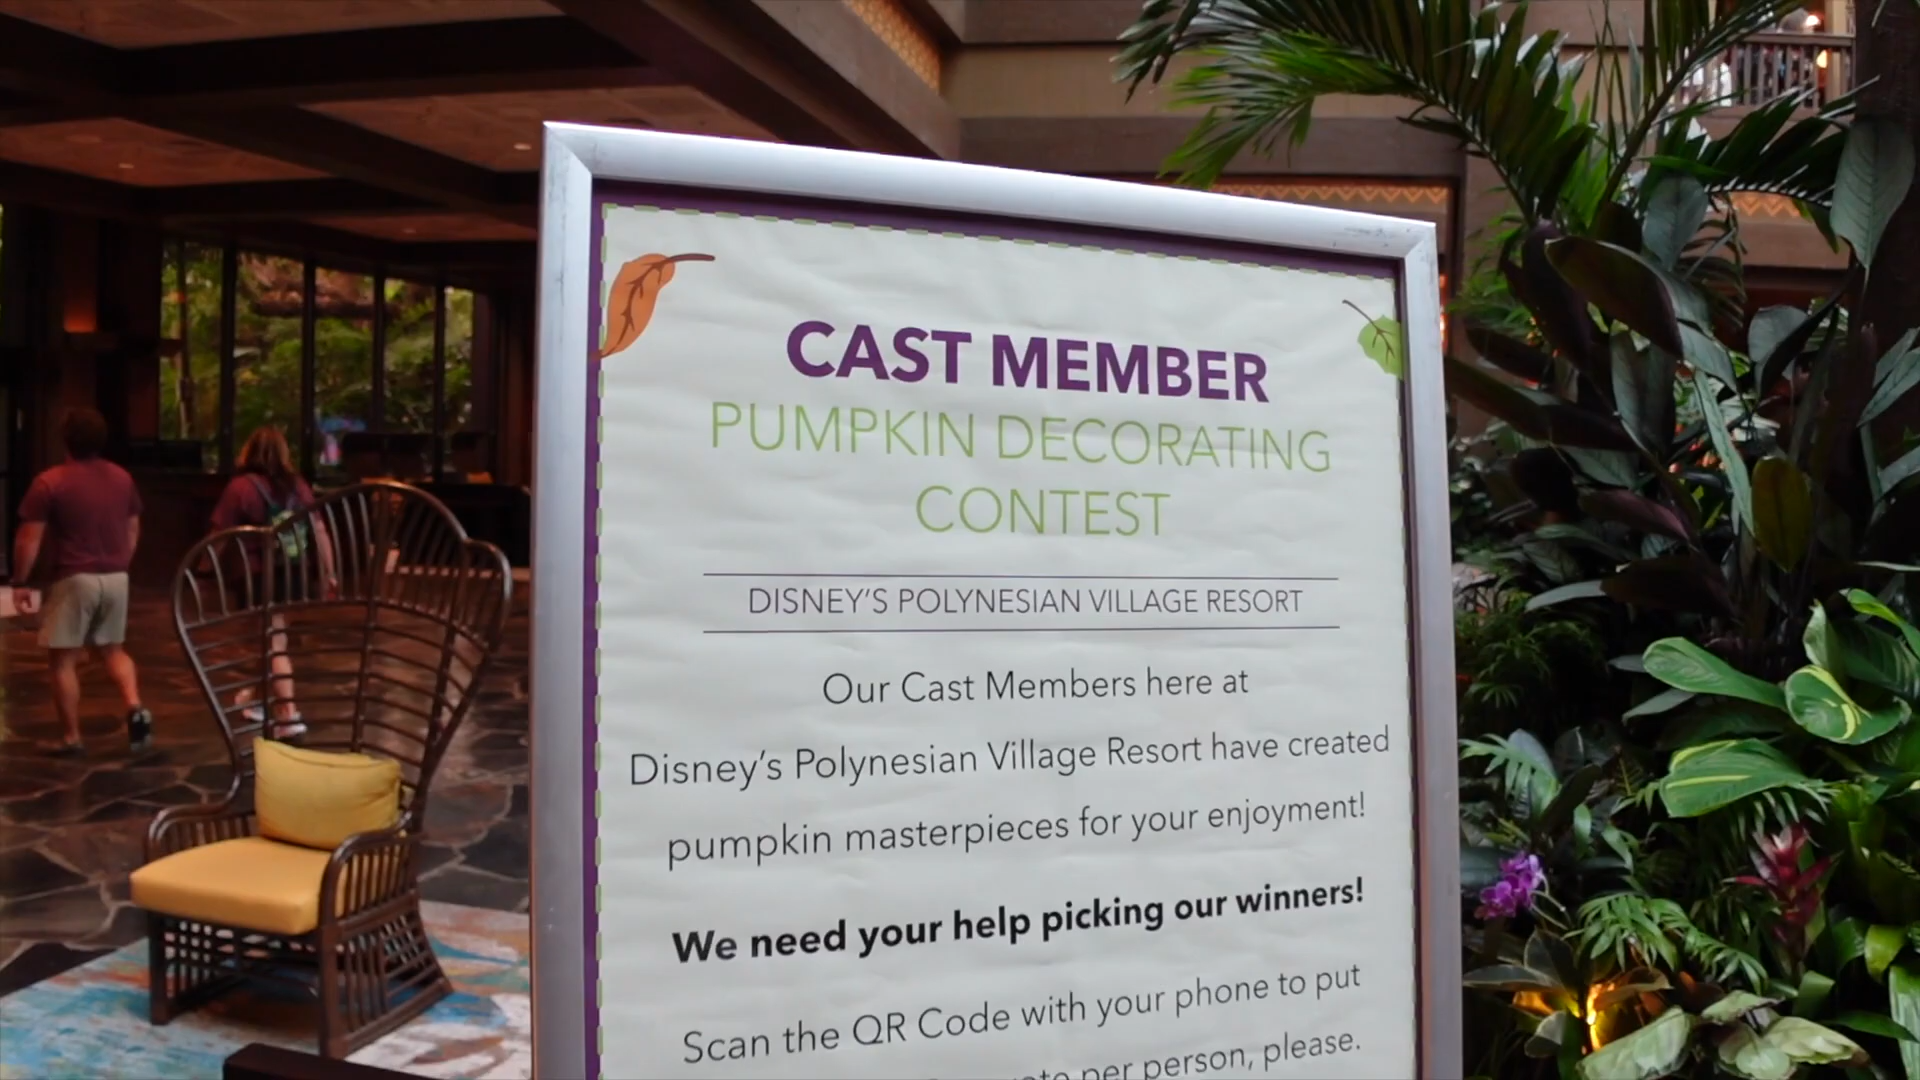 CAST MEMBER
PUMPKIN DECORATING
CONTEST
DISNEY'S POLYNESIAN VILLAGE RESORT
Our Cast Members here at
Disney's Polynesian Village Resort have created
pumpkin masterpieces for your enjoyment!
We need your help picking our winners!
Scan the QR Code with your phone to put
per person, please.